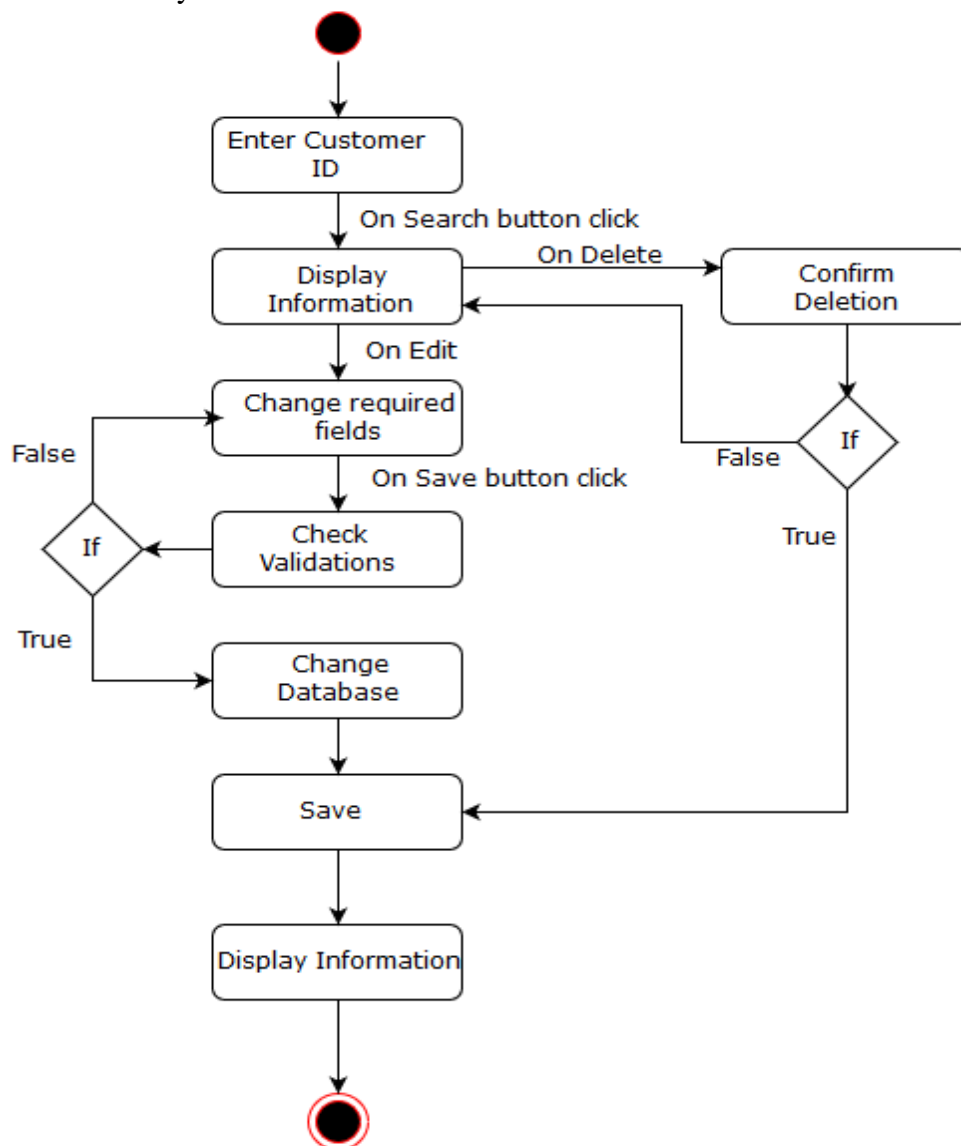 Enter Customer
ID
On Search button click
On Delete
Display
Information
Confirm
Deletion
On Edit
Change required
fields
False
If
False
On Save button click
Check
Validations
If
True
True
Change
Database
Save
Display Information